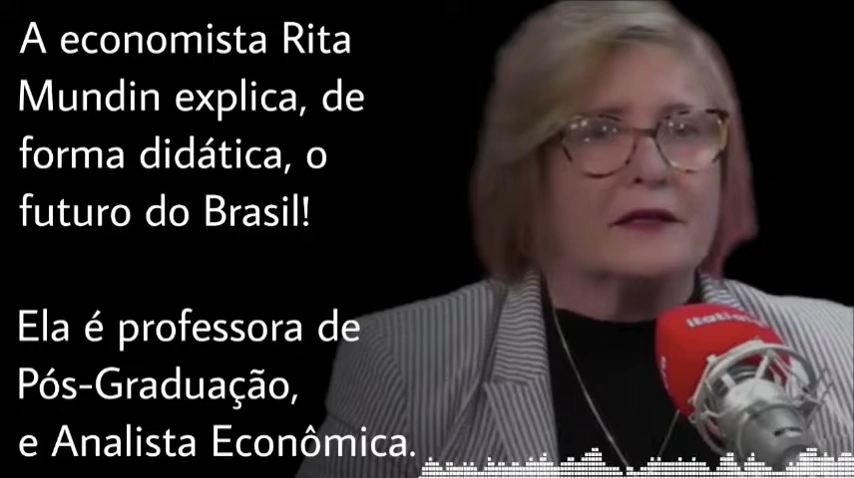 A economista Rita
Mundin explica, de
forma didática, o
futuro do Brasil!
Ela é professora de
Pós-Graduação,
e Analista Econômica.